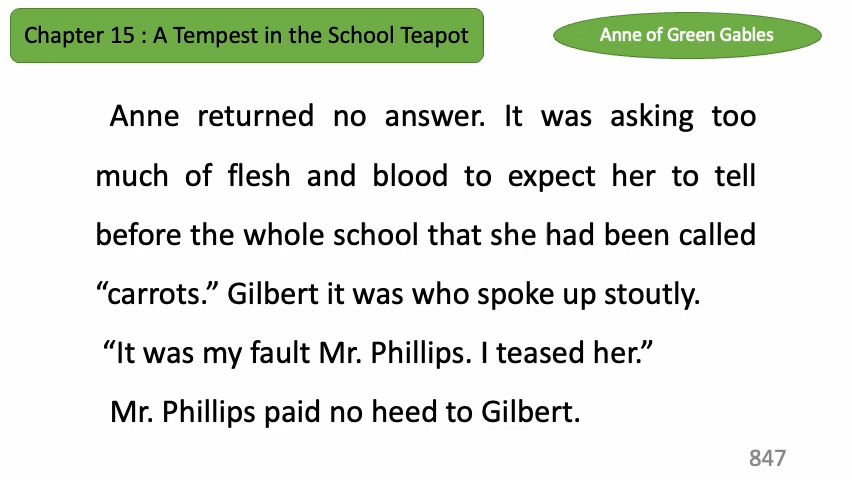 Chapter 15 : A Tempest in the School Teapot
Anne of Green Gables
Anne returned no answer. It was asking too
much of flesh and blood to expect her to tell
before the whole school that she had been called
“carrots.” Gilbert it was who spoke up stoutly.
“It was my fault Mr. Phillips. I teased her.”
Mr. Phillips paid no heed to Gilbert.
847